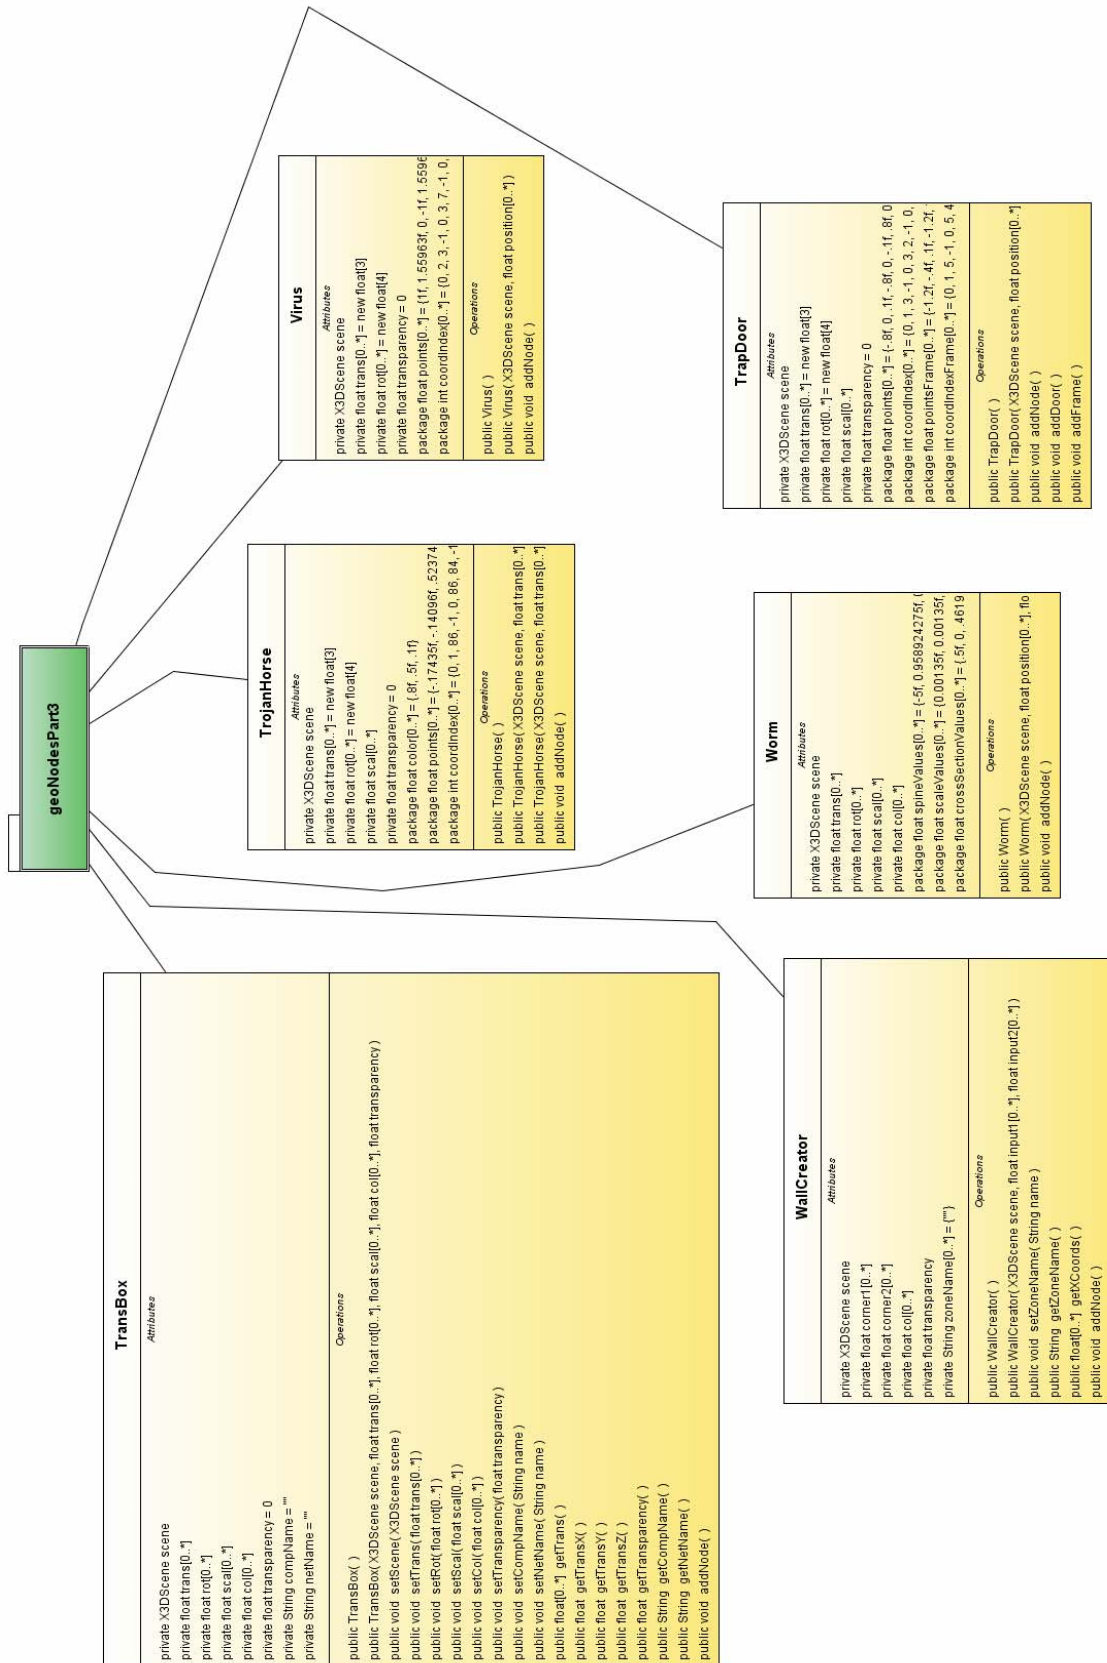 geoNodesPart3
TransBox
Attributes
private X3DScene scene
private float trans[0..*]
private float rot[0..*]
private float scal[0..*]
private float col[0..*]
private float transparency = 0
private String compName = ""
private String netName = ""
Operations
public TransBox( )
public TransBox( X3DScene scene, float trans[0..*], float rot[0..*], float scal[0..*], float col[0..*], float transparency )
public void setScene( X3DScene scene )
public void setTrans( float trans[0..*] )
public void setRot( float rot[0..*] )
public void setScal( float scal[0..*] )
public void setCol( float col[0..*] )
public void setTransparency( float transparency )
public void setCompName( String name )
public void setNetName( String name )
public float[0..*] getTrans( )
public float getTransX( )
public float getTransY( )
public float getTransZ( )
public float getTransparency( )
public String getCompName( )
public String getNetName( )
public void addNode( )
TrojanHorse
Attributes
private X3DScene scene
private float trans[0..*] = new float[3]
private float rot[0..*] = new float[4]
private float scal[0..*]
private float transparency = 0
package float color[0..*] = {.8f, .5f, .1f}
package float points[0..*] = {-.17435f, -.14096f, .52374
package int coordIndex[0..*] = {0, 1, 86, -1, 0, 86, 84, -1
Operations
public TrojanHorse( )
public TrojanHorse( X3DScene scene, float trans[0..*]
public TrojanHorse( X3DScene scene, float trans[0..*]
public void addNode( )
Virus
Attributes
private X3DScene scene
private float trans[0..*] = new float[3]
private float rot[0..*] = new float[4]
private float transparency = 0
package float points[0..*] = {1f, 1.55963f, 0, -1f, 1.5596
package int coordIndex[0..*] = {0, 2, 3, -1, 0, 3, 7, -1, 0,
Operations
public Virus( )
public Virus( X3DScene scene, float position[0..*] )
public void addNode( )
WallCreator
Attributes
private X3DScene scene
private float corner1[0..*]
private float corner2[0..*]
private float col[0..*]
private float transparency
private String zoneName[0..*] = {""}
Operations
public WallCreator( )
public WallCreator( X3DScene scene, float input1[0..*], float input2[0..*] )
public void setZoneName( String name )
public String getZoneName( )
public float[0..*] getXCoords( )
public void addNode( )
Worm
Attributes
private X3DScene scene
private float trans[0..*]
private float rot[0..*]
private float scal[0..*]
private float col[0..*]
package float spineValues[0..*] = {-5f, 0.958924275f,
package float scaleValues[0..*] = {0.00135f, 0.00135f,
package float crossSectionValues[0..*] = {.5f, 0, .4619
Operations
public Worm( )
public Worm( X3DScene scene, float position[0..*], flo
public void addNode( )
TrapDoor
Attributes
private X3DScene scene
private float trans[0..*] = new float[3]
private float rot[0..*] = new float[4]
private float scal[0..*]
private float transparency = 0
package float points[0..*] = {-.8f, 0, .1f, -.8f, 0, -.1f, .8f, 0
package int coordIndex[0..*] = {0, 1, 3, -1, 0, 3, 2, -1, 0,
package float pointsFrame[0..*] = {-1.2f, -.4f, .1f, -1.2f,
package int coordIndexFrame[0..*] = {0, 1, 5, -1, 0, 5, 4
Operations
public TrapDoor( )
public TrapDoor( X3DScene scene, float position[0..*]
public void addNode( )
public void addDoor( )
public void addFrame( )